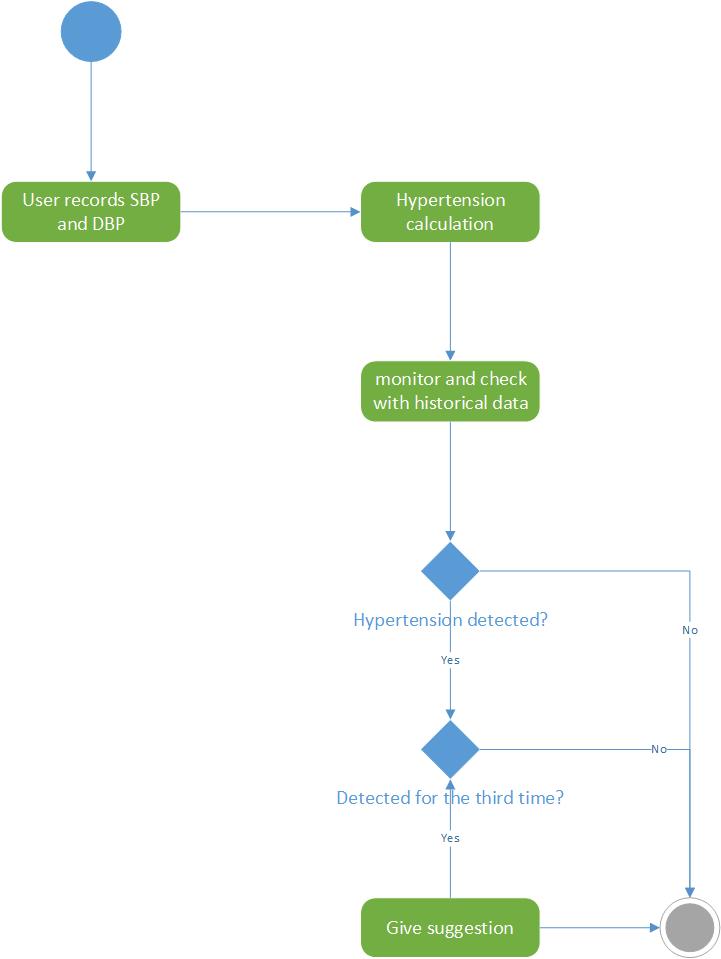 User records SBP
and DBP
Hypertension
calculation
monitor and check
with historical data
Hypertension detected?
No
Yes
No
Detected for the third time?
Yes
Give suggestion